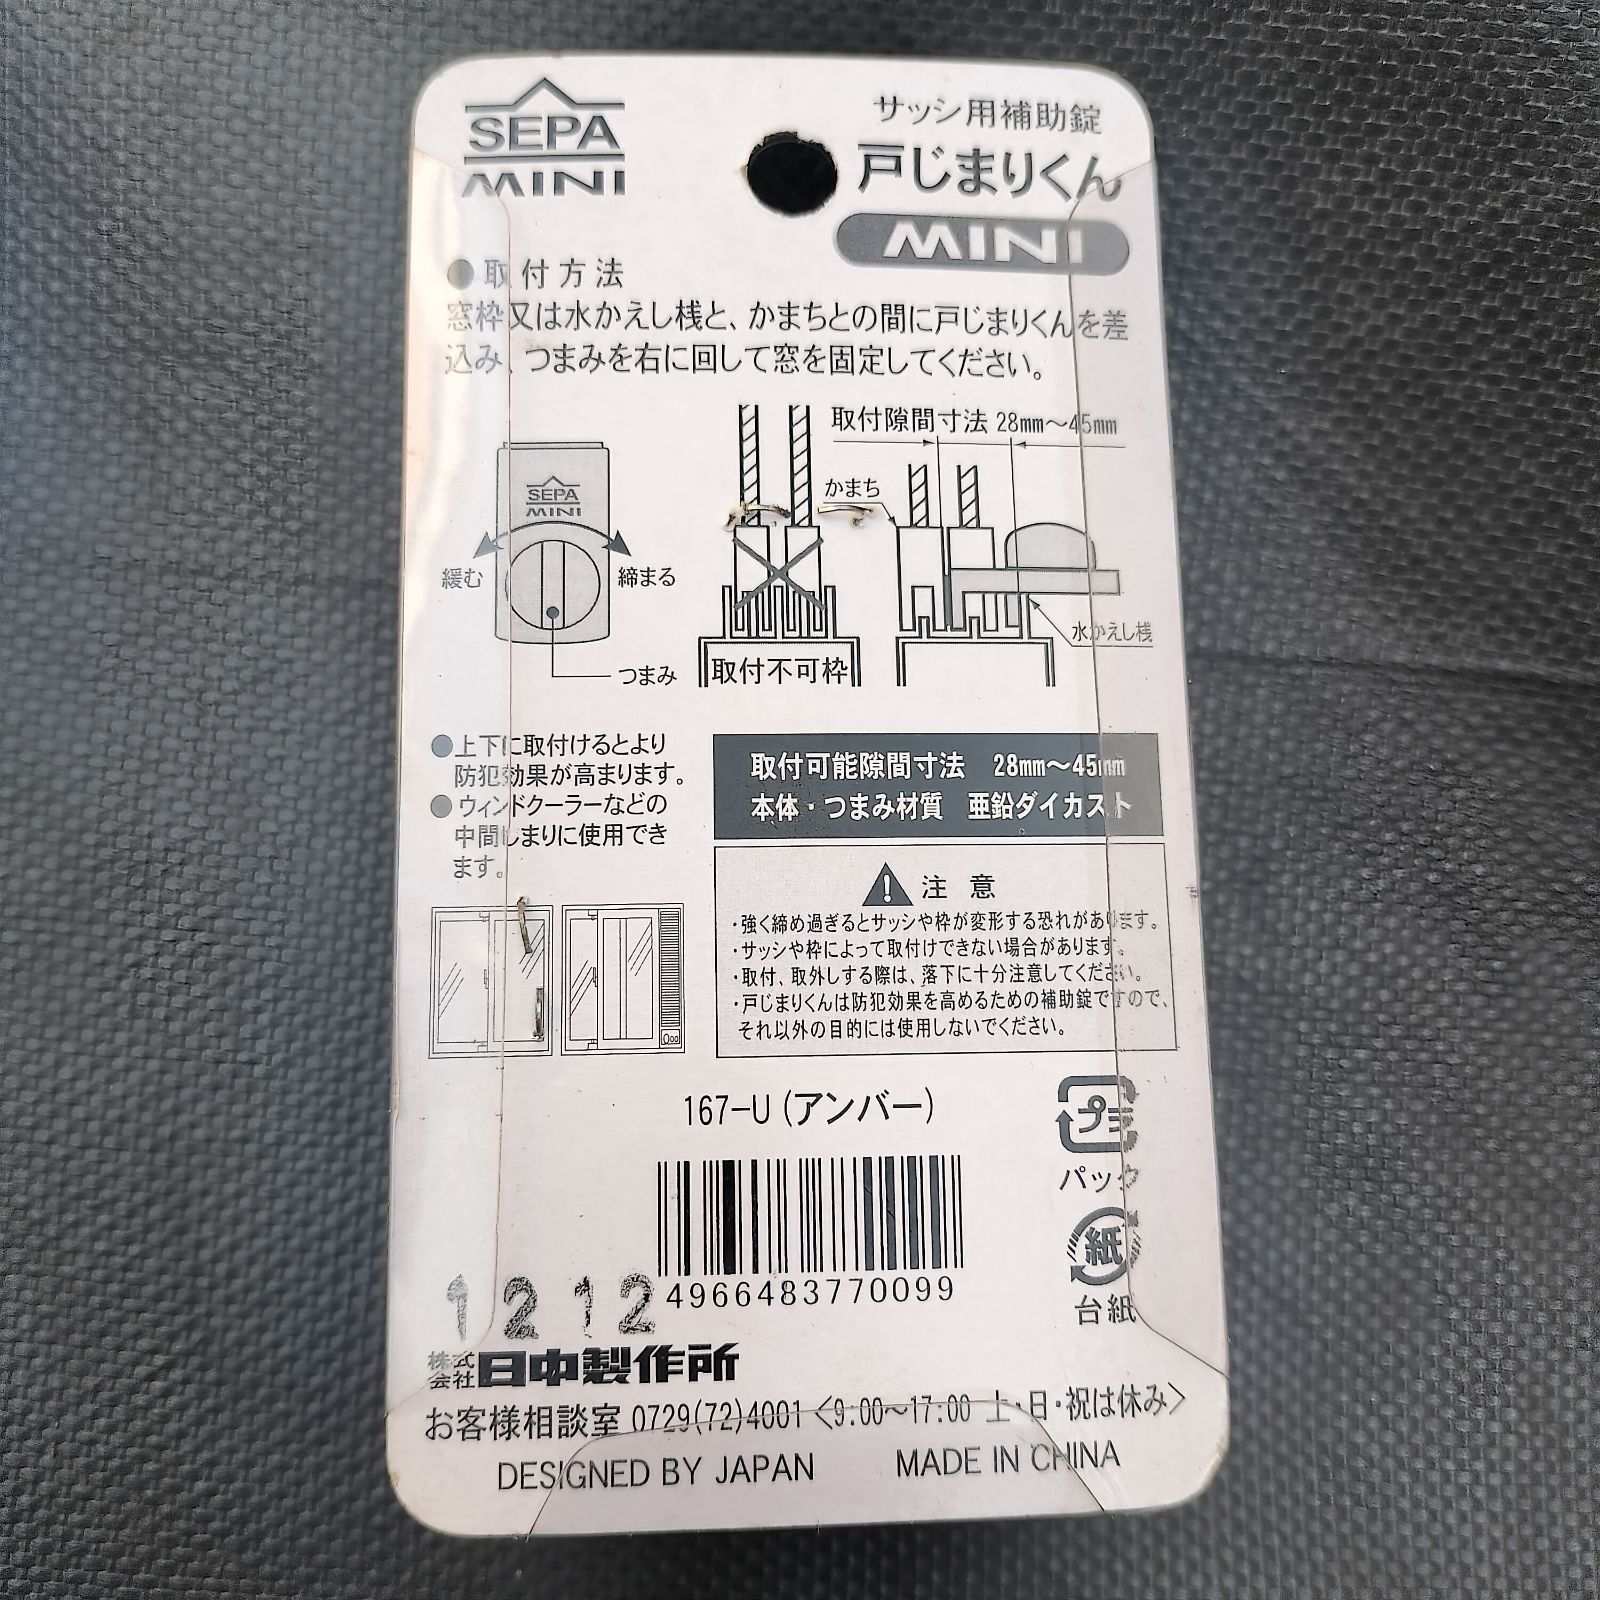 SEPA
MINI
サッシ用補助錠
戸じまりくん
MINI
●取付方法
窓枠又は水かえし桟と、かまちとの間に戸じまりくんを差
込み、つまみを右に回して窓を固定してください。
取付隙間寸法 28mm〜45mm
かまち
SEPA
MINI
緩む
締まる
水かえし桟
つまみ
取付不可枠
●上下に取付けるとより
防犯効果が高まります。
●ウィンドクーラーなどの
中間じまりに使用でき
ます。
取付可能隙間寸法 28mm〜45mm
本体・つまみ材質 亜鉛ダイカスト
注意
・強く締め過ぎるとサッシや枠が変形する恐れがあります。
・サッシや枠によって取付けできない場合があります。
・取付、取外しする際は、落下に十分注意してください。
・戸じまりくんは防犯効果を高めるための補助錠ですので、
それ以外の目的には使用しないでください。
167-U (アンバー)
プラ
パック
紙
台紙
4966483770099
1212
株式会社日中製作所
お客様相談室 0729(72)4001 <9:00〜17:00 土・日・祝は休み>
DESIGNED BY JAPAN MADE IN CHINA